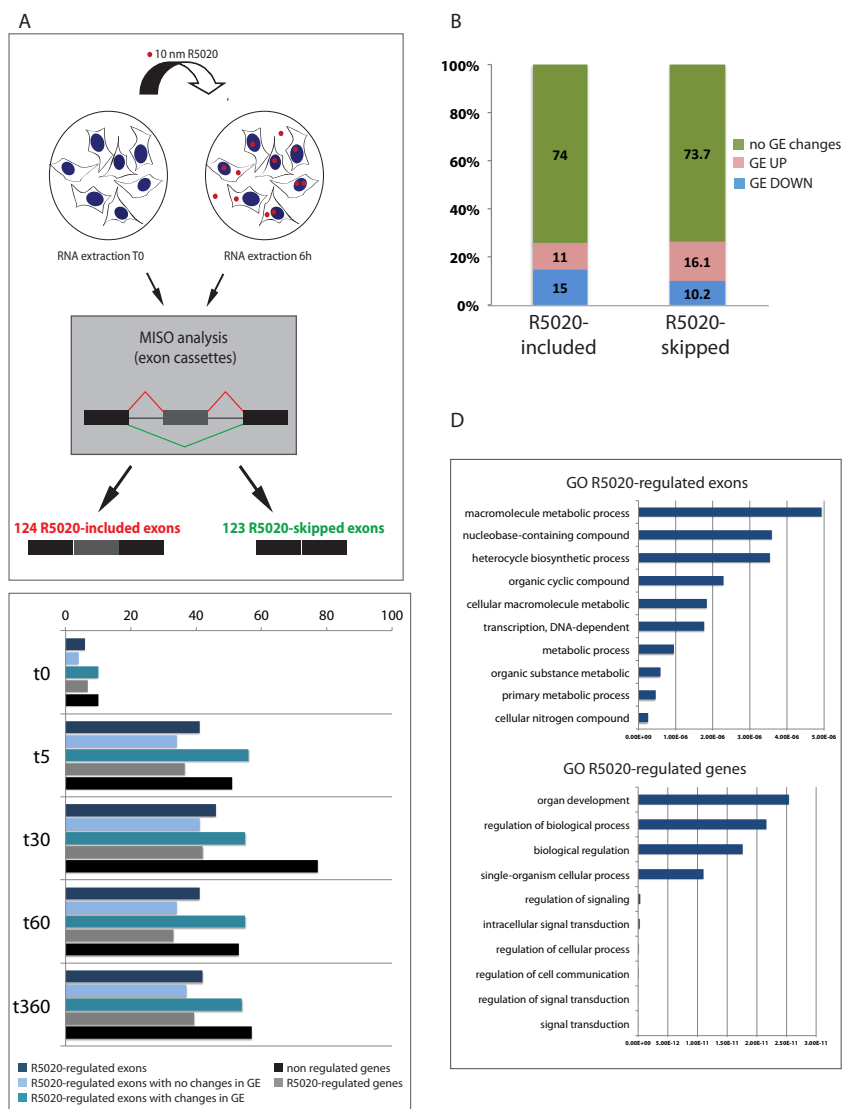 A
10 nm R5020
RNA extraction T0
RNA extraction 6h
MISO analysis
(exon cassettes)
124 R5020-included exons
123 R5020-skipped exons
B
100%
80%
60%
40%
20%
0%
74
11
15
73.7
16.1
10.2
R5020-
included
R5020-
skipped
no GE changes
GE UP
GE DOWN
0 20 40 60 80 100
t0
t5
t30
t60
t360
R5020-regulated exons
R5020-regulated exons with no changes in GE
R5020-regulated exons with changes in GE
non regulated genes
R5020-regulated genes
D
GO R5020-regulated exons
macromolecule metabolic process
nucleobase-containing compound
heterocycle biosynthetic process
organic cyclic compound
cellular macromolecule metabolic
transcription, DNA-dependent
metabolic process
organic substance metabolic
primary metabolic process
cellular nitrogen compound
0.00E+00 1.00E-06 2.00E-06 3.00E-06 4.00E-06 5.00E-06
GO R5020-regulated genes
organ development
regulation of biological process
biological regulation
single-organism cellular process
regulation of signaling
intracellular signal transduction
regulation of cellular process
regulation of cell communication
regulation of signal transduction
signal transduction
0.00E+00 5.00E-12 1.00E-11 1.50E-11 2.00E-11 2.50E-11 3.00E-11